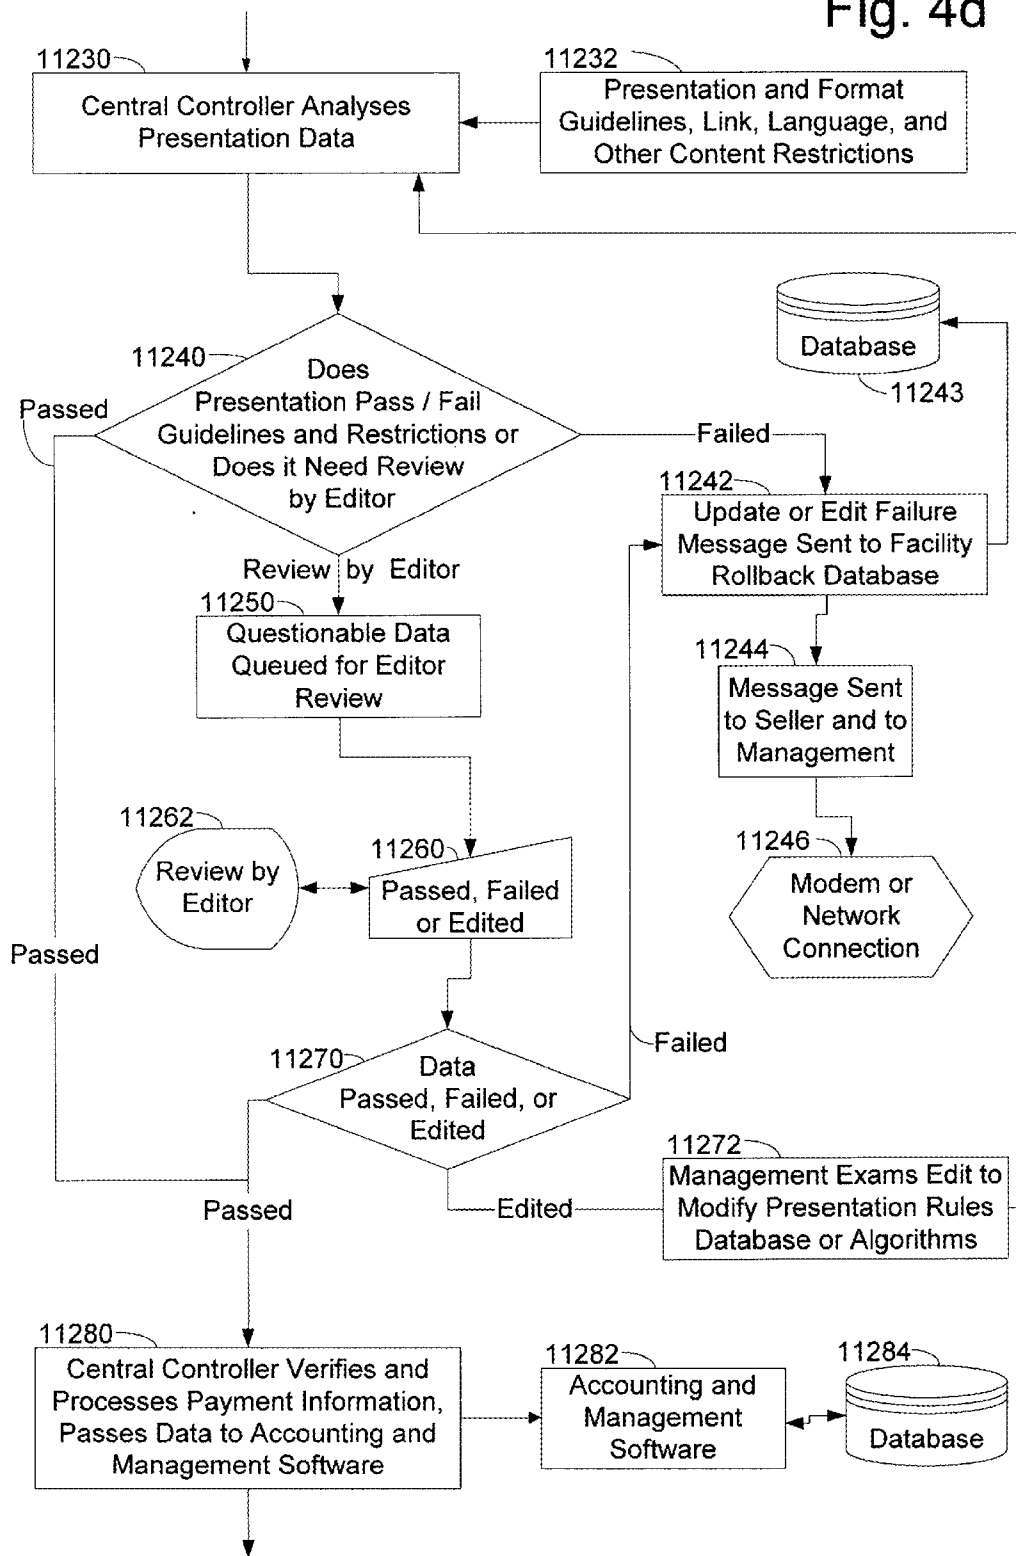 Fig. 4d
11230
Central Controller Analyses
Presentation Data
11232
Presentation and Format
Guidelines, Link, Language, and
Other Content Restrictions
11240
Does
Presentation Pass / Fail
Guidelines and Restrictions or
Does it Need Review
by Editor
Passed
Failed
Database
11243
11242
Update or Edit Failure
Message Sent to Facility
Rollback Database
Review by Editor
11250
Questionable Data
Queued for Editor
Review
11244
Message Sent
to Seller and to
Management
11262
Review by
Editor
11260
Passed, Failed
or Edited
11246
Modem or
Network
Connection
Passed
11270
Data
Passed, Failed, or
Edited
Failed
11272
Management Exams Edit to
Modify Presentation Rules
Database or Algorithms
Edited
Passed
11280
Central Controller Verifies and
Processes Payment Information,
Passes Data to Accounting and
Management Software
11282
Accounting and
Management
Software
11284
Database